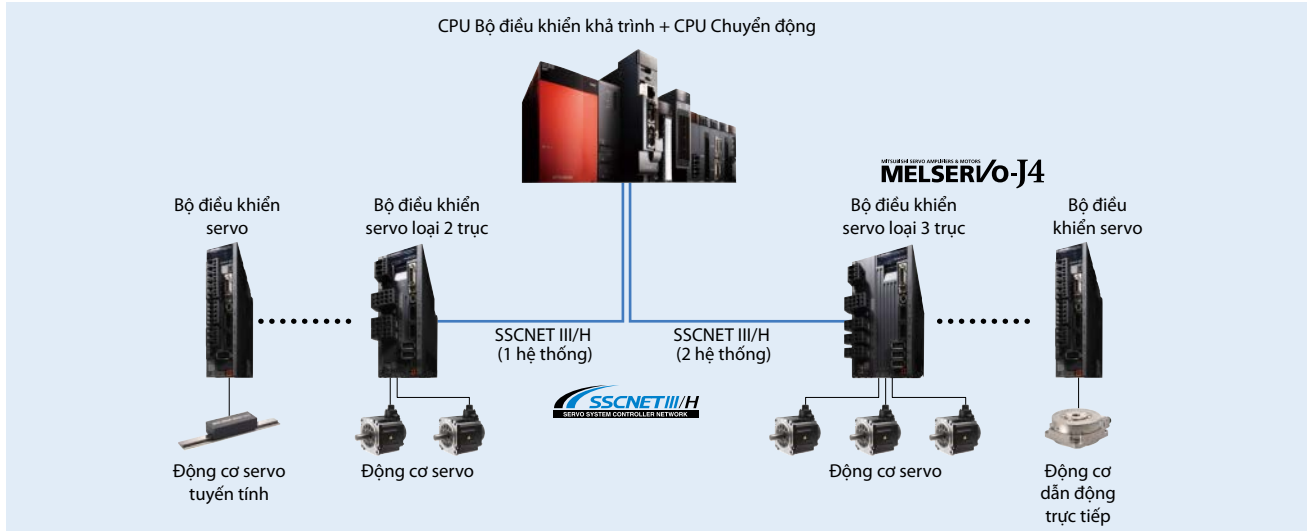 CPU Bộ điều khiển khả trình + CPU Chuyển động
MITSUBISHI SERVO AMPLIFIERS & MOTORS
MELSERVO-J4
Bộ điều khiển
servo
Bộ điều khiển
servo loại 2 trục
Bộ điều khiển
servo loại 3 trục
Bộ điều
khiển servo
SSCNET III/H
(1 hệ thống)
SSCNET III/H
(2 hệ thống)
SSCNETIII/H
SERVO SYSTEM CONTROLLER NETWORK
Động cơ servo
tuyến tính
Động cơ servo
Động cơ servo
Động cơ
dẫn động
trực tiếp